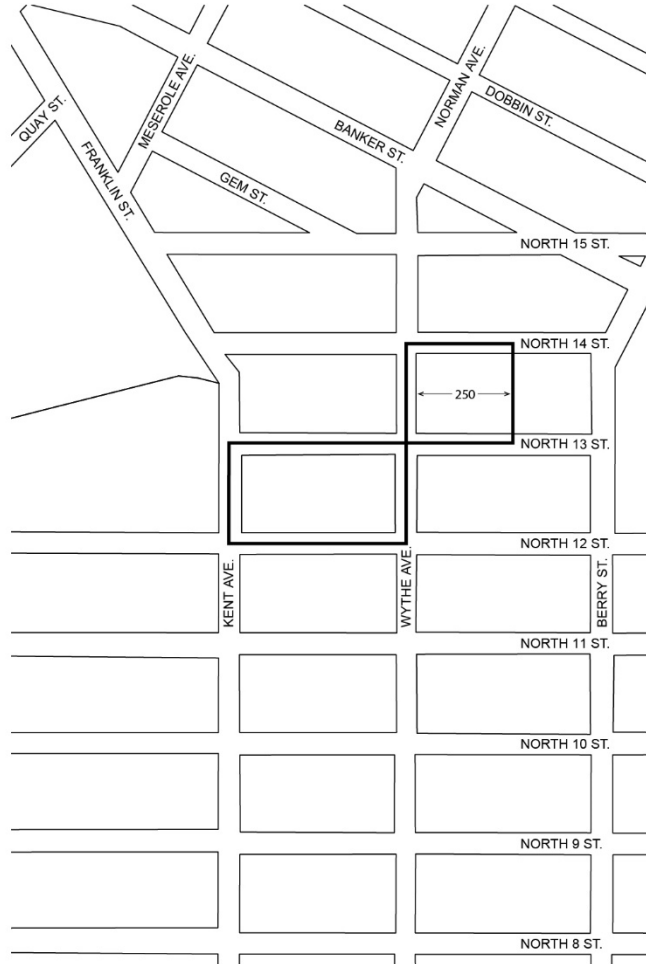 NORMAN AVE.
MESEROLE AVE.
DOBBIN ST.
QUAY ST.
BANKER ST.
FRANKLIN ST.
GEM ST.
NORTH 15 ST.
NORTH 14 ST.
250
NORTH 13 ST.
NORTH 12 ST.
KENT AVE.
WYTHE AVE.
BERRY ST.
NORTH 11 ST.
NORTH 10 ST.
NORTH 9 ST.
NORTH 8 ST.